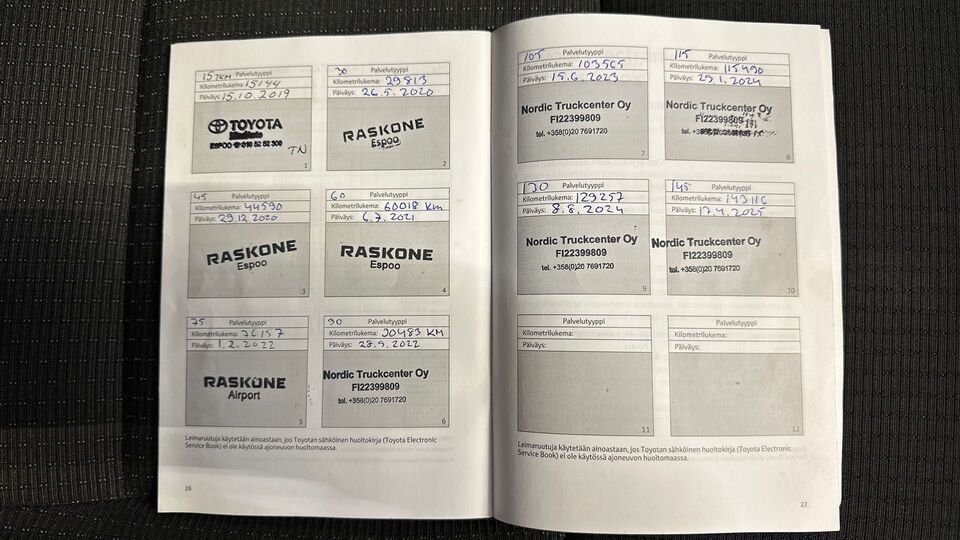 15 TKM Palvelutyyppi
Kilometrilukema: 15144
Päiväys: 15.10.2019
TOYOTA
ESPOO ☎ 010 52 52 300
TN
1
30 Palvelutyyppi
Kilometrilukema: 29813
Päiväys: 26.5.2020
RASKONE
Espoo
2
45 Palvelutyyppi
Kilometrilukema: 44590
Päiväys: 29.12.2020
RASKONE
Espoo
3
60 Palvelutyyppi
Kilometrilukema: 60018 Km
Päiväys: 6.7.2021
RASKONE
Espoo
4
75 Palvelutyyppi
Kilometrilukema: 76157
Päiväys: 1.2.2022
RASKONE
Airport
5
90 Palvelutyyppi
Kilometrilukema: 90483 KM
Päiväys: 28.9.2022
Nordic Truckcenter Oy
FI22399809
tel. +358(0)20 7691720
6
Leimaruutuja käytetään ainoastaan, jos Toyotan sähköinen huoltokirja (Toyota Electronic
Service Book) ei ole käytössä ajoneuvon huoltomaassa.
26
105 Palvelutyyppi
Kilometrilukema: 103565
Päiväys: 15.6.2023
Nordic Truckcenter Oy
FI22399809
tel. +358(0)20 7691720
7
115 Palvelutyyppi
Kilometrilukema: 115490
Päiväys: 29.1.2024
Nordic Truckcenter Oy
FI22399809
tel.
8
130 Palvelutyyppi
Kilometrilukema: 129257
Päiväys: 8.8.2024
Nordic Truckcenter Oy
FI22399809
tel. +358(0)20 7691720
9
145 Palvelutyyppi
Kilometrilukema: 143116
Päiväys: 17.4.2025
Nordic Truckcenter Oy
FI22399809
tel. +358(0)20 7691720
10
Palvelutyyppi
Kilometrilukema:
Päiväys:
11
Palvelutyyppi
Kilometrilukema:
Päiväys:
12
Leimaruutuja käytetään ainoastaan, jos Toyotan sähköinen huoltokirja (Toyota Electronic
Service Book) ei ole käytössä ajoneuvon huoltomaassa.
27